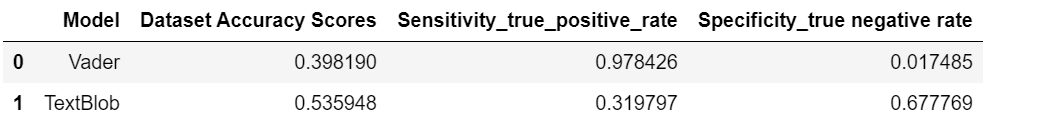 Model Dataset Accuracy Scores Sensitivity_true_positive_rate Specificity_true negative rate
0 Vader 0.398190 0.978426 0.017485
1 TextBlob 0.535948 0.319797 0.677769